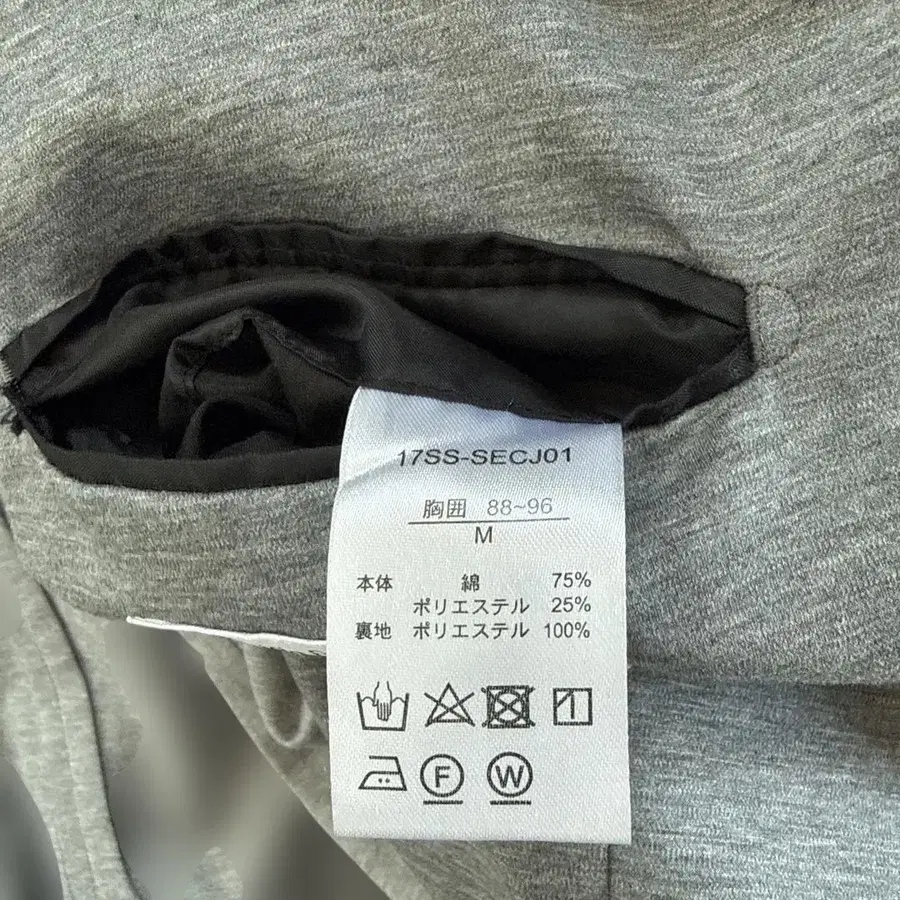 17SS-SECJ01
胸囲 88~96
M
本体 綿 75%
ポリエステル 25%
裏地 ポリエステル 100%
F W